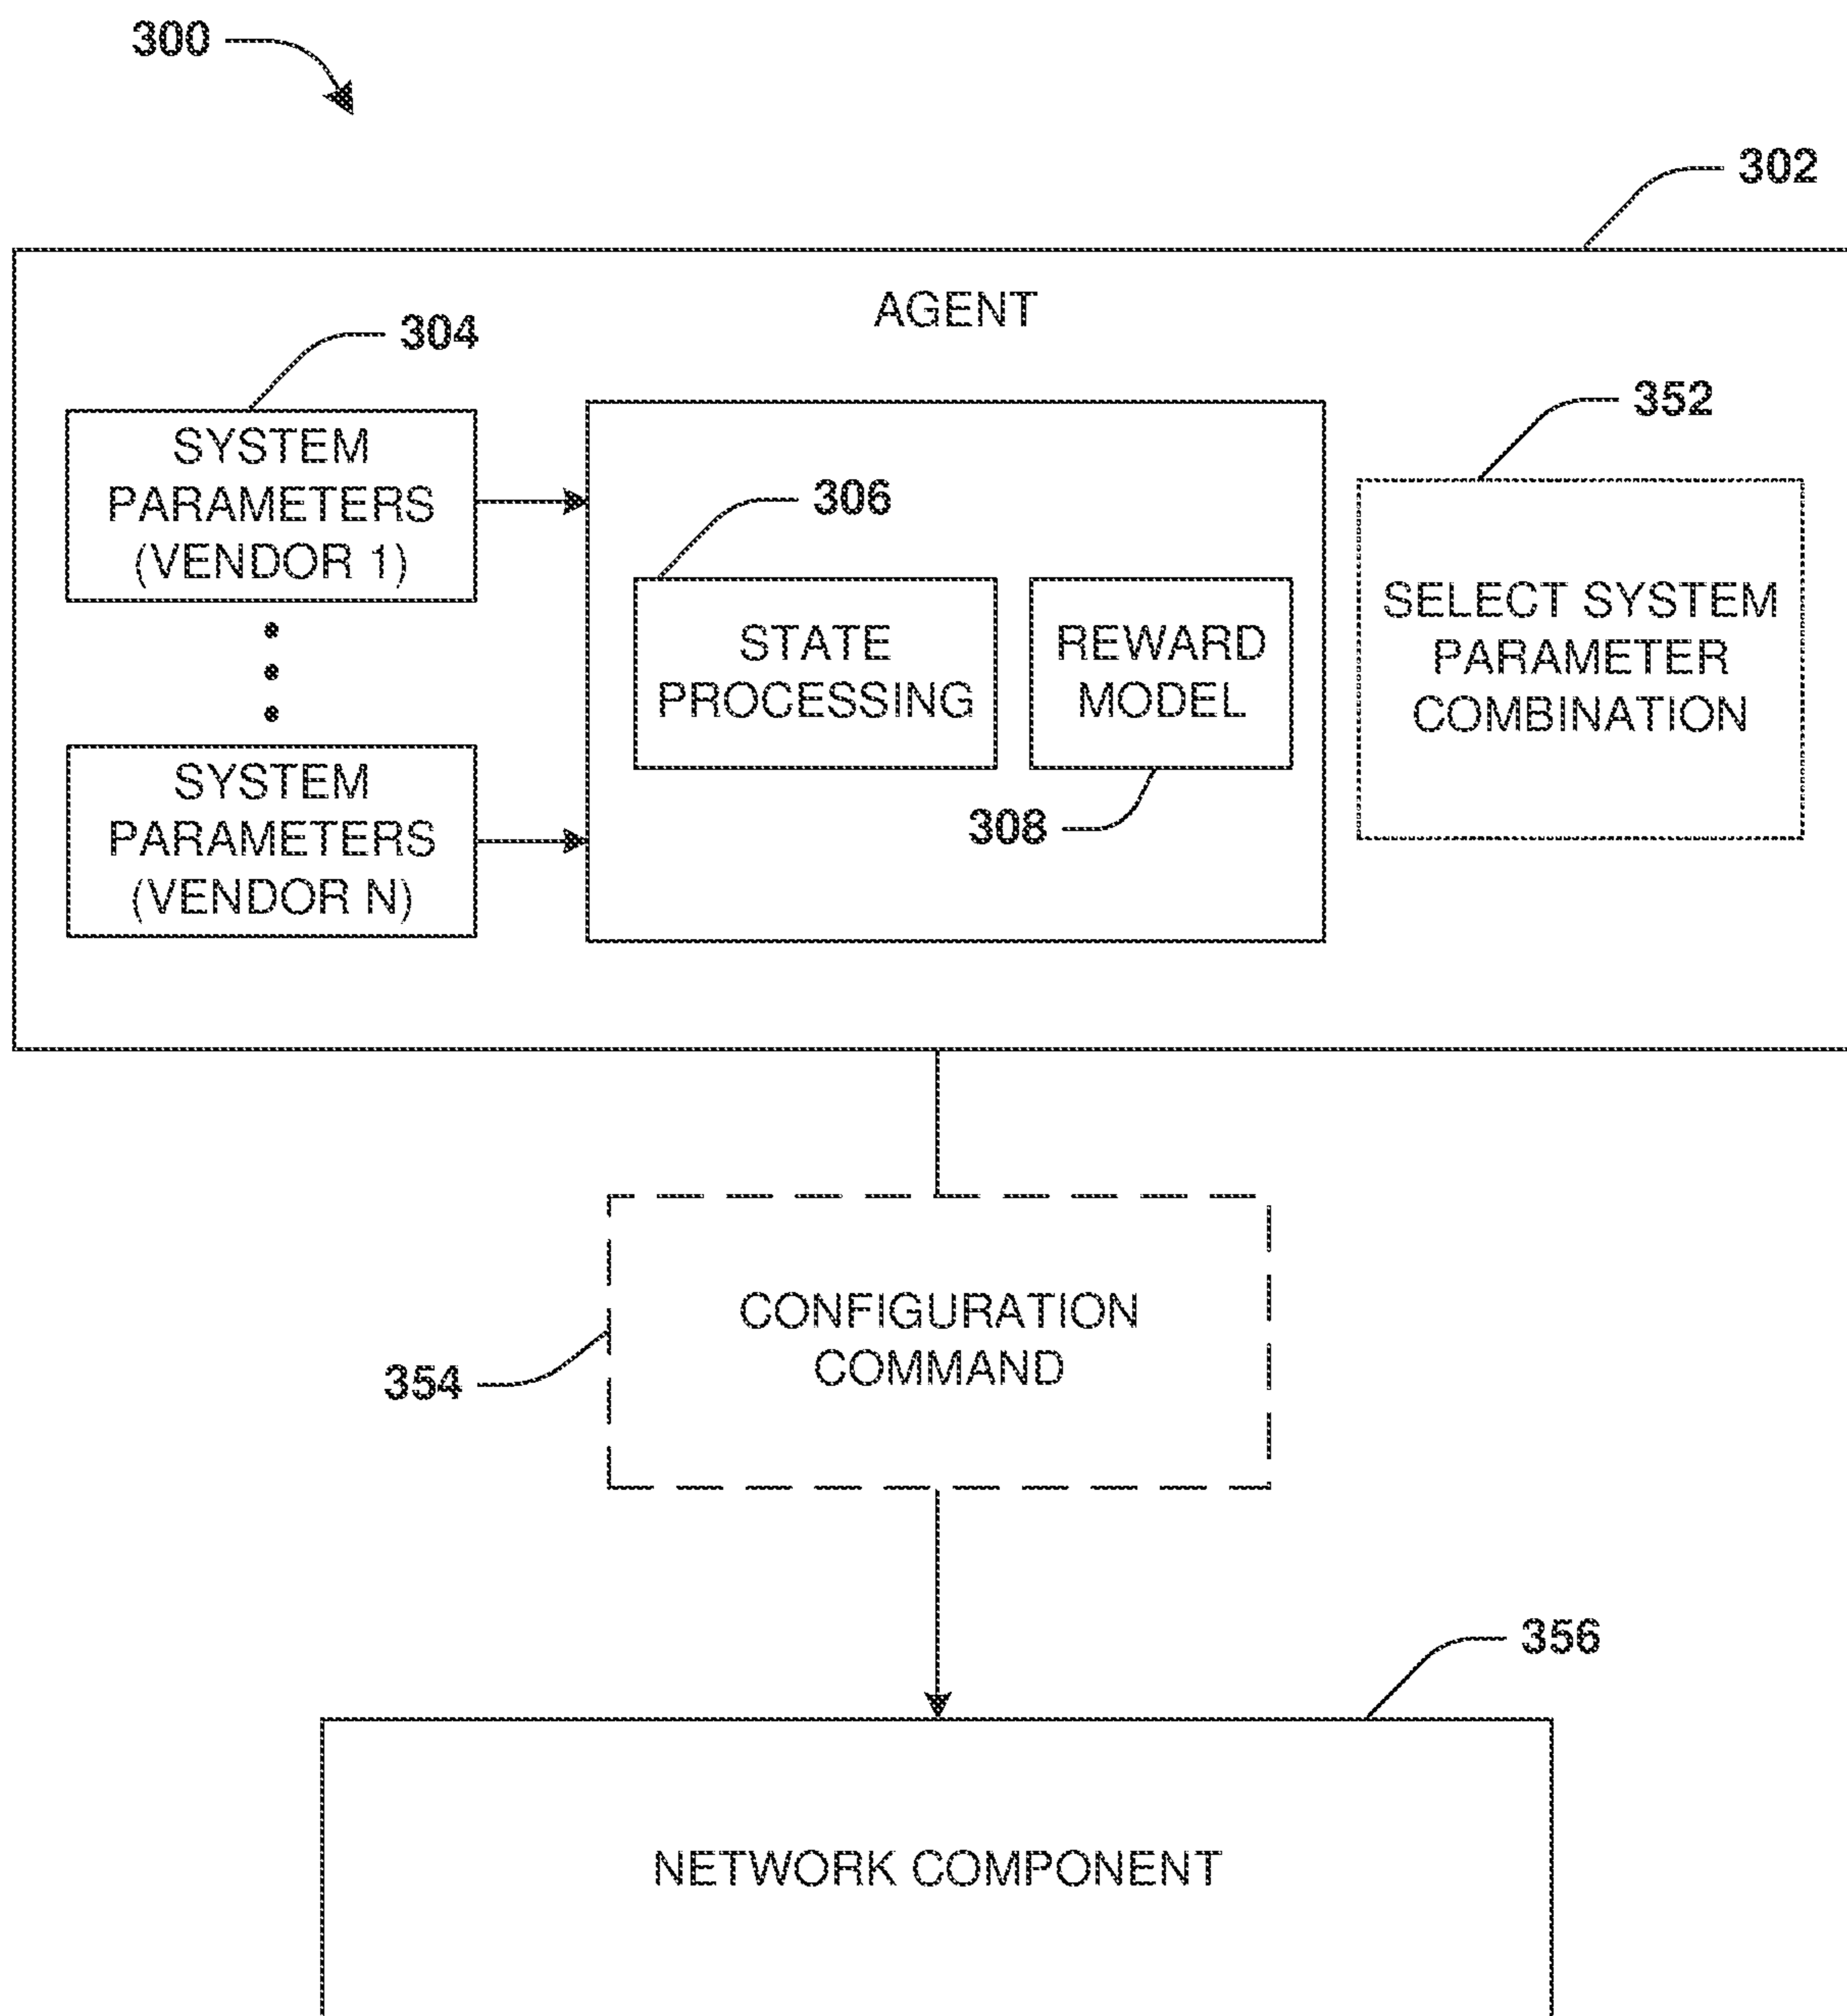 300
302
AGENT
304
352
SYSTEM
PARAMETERS
(VENDOR 1)
306
SELECT SYSTEM
PARAMETER
COMBINATION
STATE
PROCESSING
REWARD
MODEL
308
SYSTEM
PARAMETERS
(VENDOR N)
CONFIGURATION
COMMAND
354
356
NETWORK COMPONENT